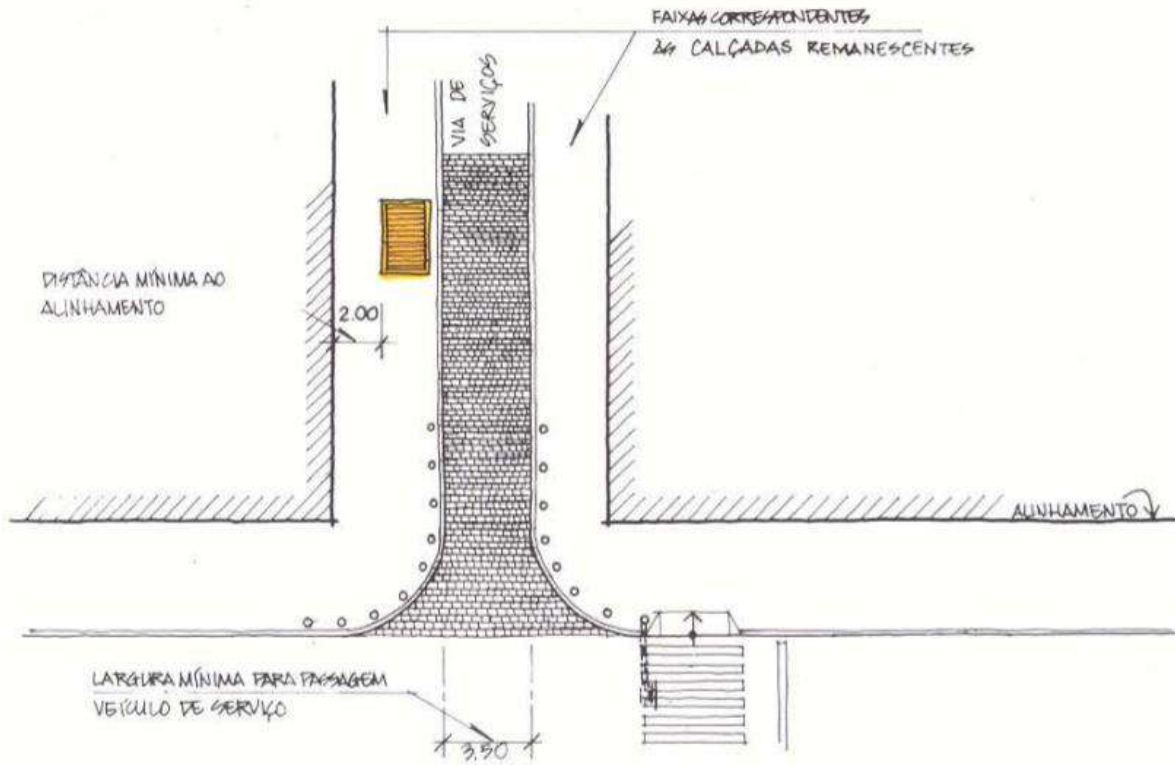 FAIXAS CORRESPONDENTES
ÀS CALÇADAS REMANESCENTES
VIA DE
SERVIÇOS
DISTÂNCIA MÍNIMA AO
ALINHAMENTO
2.00
ALINHAMENTO
LARGURA MÍNIMA PARA PASSAGEM
VEÍCULO DE SERVIÇO
3.50